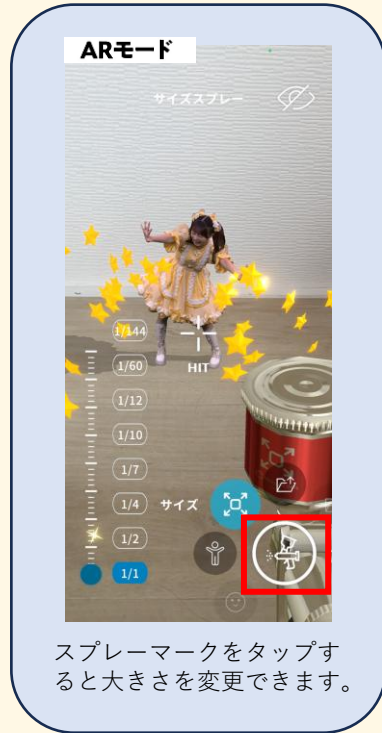 ARモード
サイズスプレー
1/144
1/60
HIT
1/12
1/10
1/7
1/4
サイズ
1/2
1/1
スプレーマークをタップす
ると大きさを変更できます。